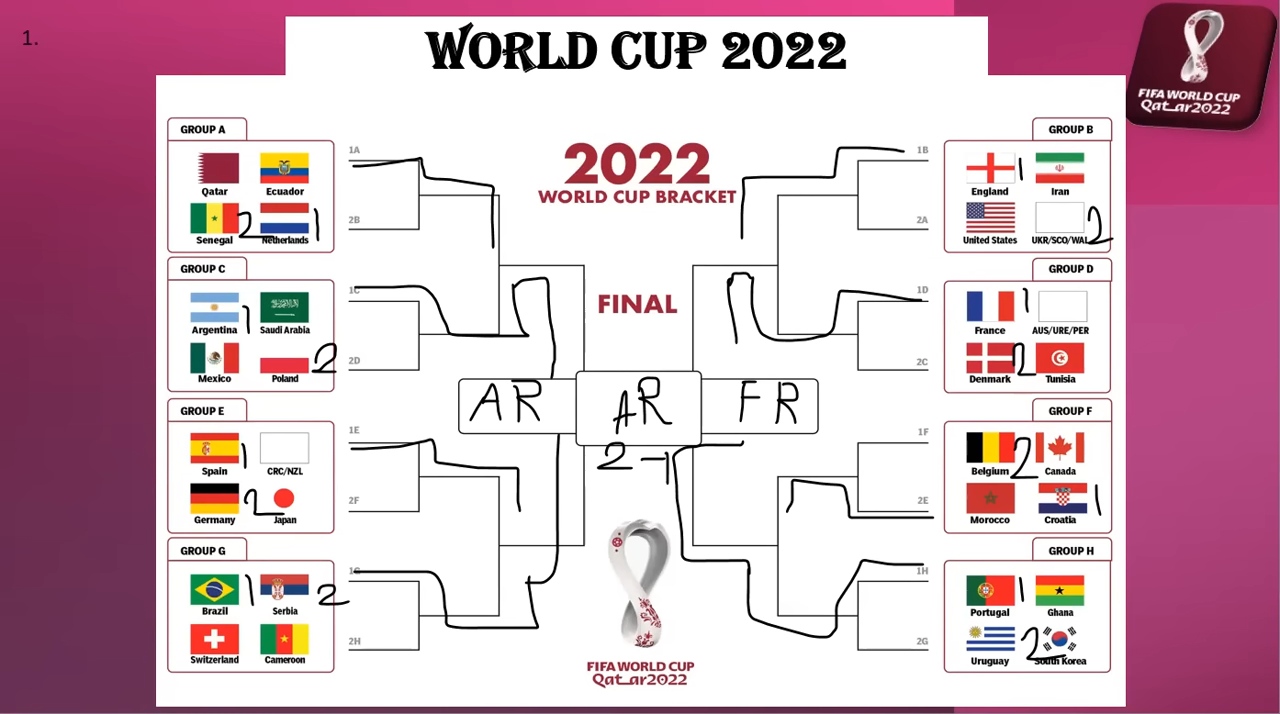 1.
WORLD CUP 2022
FIFA WORLD CUP
Qatar2022
2022
WORLD CUP BRACKET
FINAL
GROUP A
Qatar Ecuador
Senegal 2 Netherlands 1
GROUP C
Argentina 1 Saudi Arabia
Mexico Poland 2
GROUP E
Spain 1 CRC/NZL
Germany 2 Japan
GROUP G
Brazil 1 Serbia 2
Switzerland Cameroon
1A
2B
1C
2D
1E
2F
1G
2H
AR AR FR
2-1
FIFA WORLD CUP
Qatar2022
1B
2A
1D
2C
1F
2E
1H
2G
GROUP B
England 1 Iran
United States UKR/SCO/WAL 2
GROUP D
France 1 AUS/URE/PER
Denmark 2 Tunisia
GROUP F
Belgium 2 Canada
Morocco Croatia 1
GROUP H
Portugal 1 Ghana
Uruguay 2 South Korea